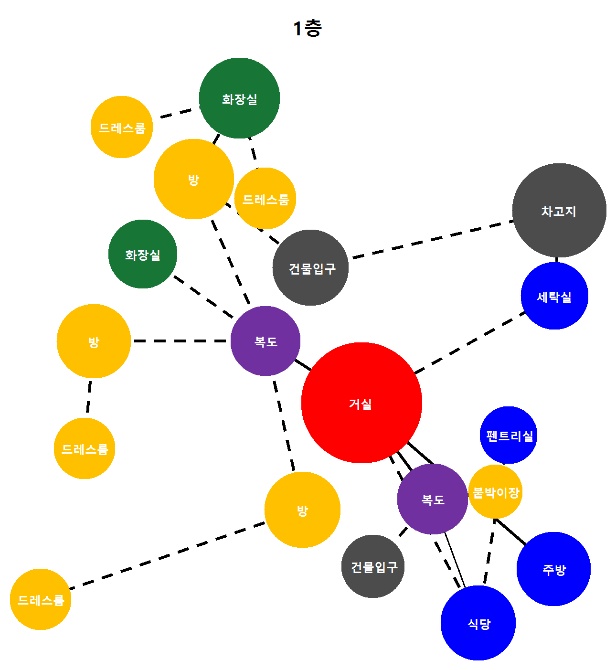 1층
화장실
드레스룸
방
드레스룸
차고지
화장실
건물입구
세탁실
방
복도
거실
펜트리실
드레스룸
붙박이장
복도
방
건물입구
주방
드레스룸
식당